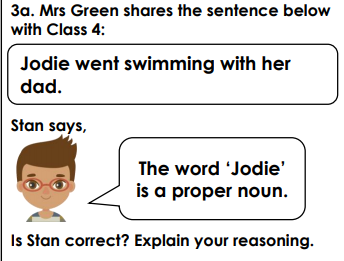 3a. Mrs Green shares the sentence below
with Class 4:
Jodie went swimming with her
dad.
Stan says,
The word ‘Jodie’
is a proper noun.
Is Stan correct? Explain your reasoning.